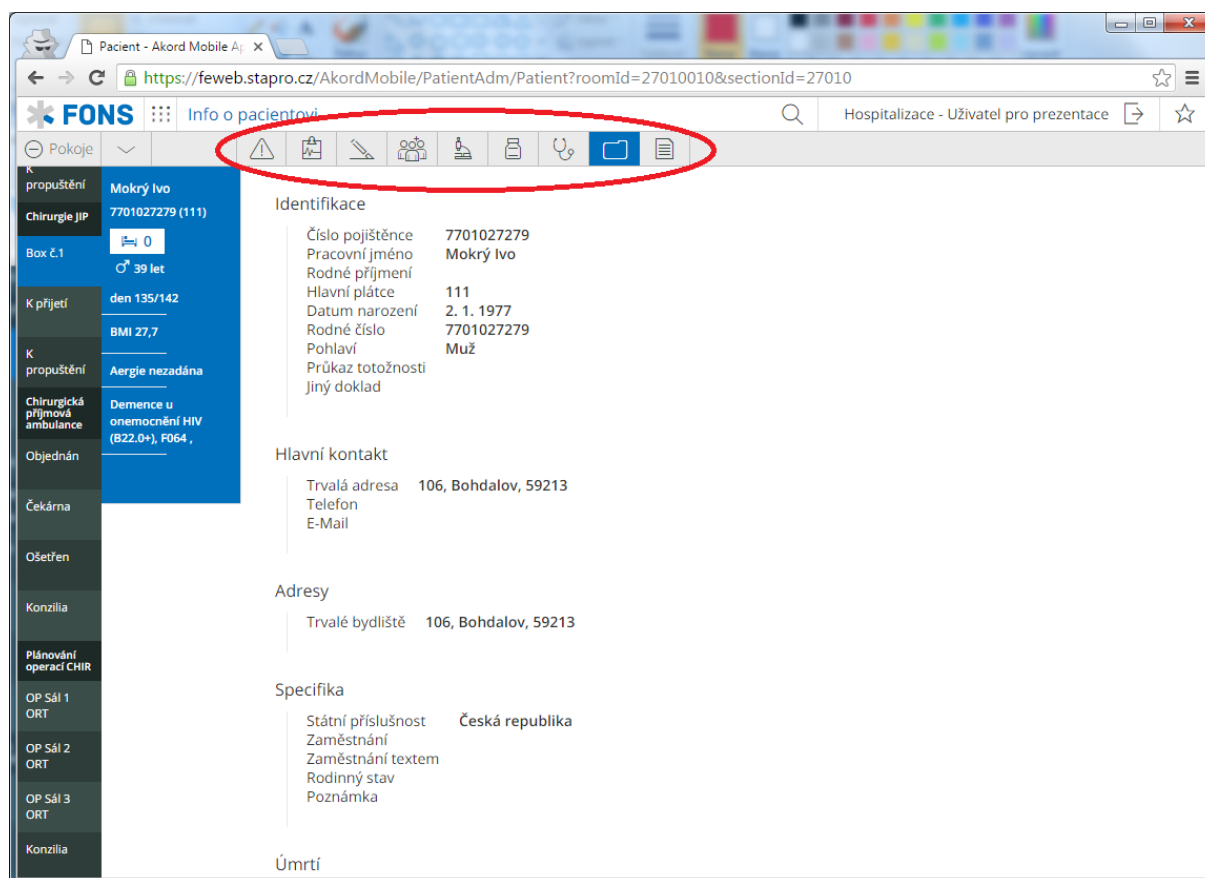 Pacient - Akord Mobile Ap
https://feweb.stapro.cz/AkordMobile/PatientAdm/Patient?roomId=27010010&sectionId=27010
FONS Info o pacientovi Hospitalizace - Uživatel pro prezentace
Pokoje
K
propuštění
Chirurgie JIP
Box č.1
K přijetí
K
propuštění
Chirurgická
příjmová
ambulance
Objednán
Čekárna
Ošetřen
Konzilia
Plánování
operací CHIR
OP Sál 1
ORT
OP Sál 2
ORT
OP Sál 3
ORT
Konzilia
Mokrý Ivo
7701027279 (111)
0
39 let
den 135/142
BMI 27,7
Aergie nezadána
Demence u
onemocnění HIV
(B22.0+), F064 ,
Identifikace
Číslo pojištěnce 7701027279
Pracovní jméno Mokrý Ivo
Rodné příjmení
Hlavní plátce 111
Datum narození 2. 1. 1977
Rodné číslo 7701027279
Pohlaví Muž
Průkaz totožnosti
Jiný doklad
Hlavní kontakt
Trvalá adresa 106, Bohdalov, 59213
Telefon
E-Mail
Adresy
Trvalé bydliště 106, Bohdalov, 59213
Specifika
Státní příslušnost Česká republika
Zaměstnání
Zaměstnání textem
Rodinný stav
Poznámka
Úmrtí